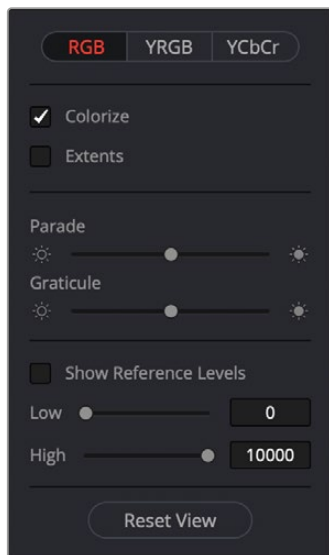 RGB YRGB YCbCr
Colorize
Extents
Parade
Graticule
Show Reference Levels
Low 0
High 10000
Reset View